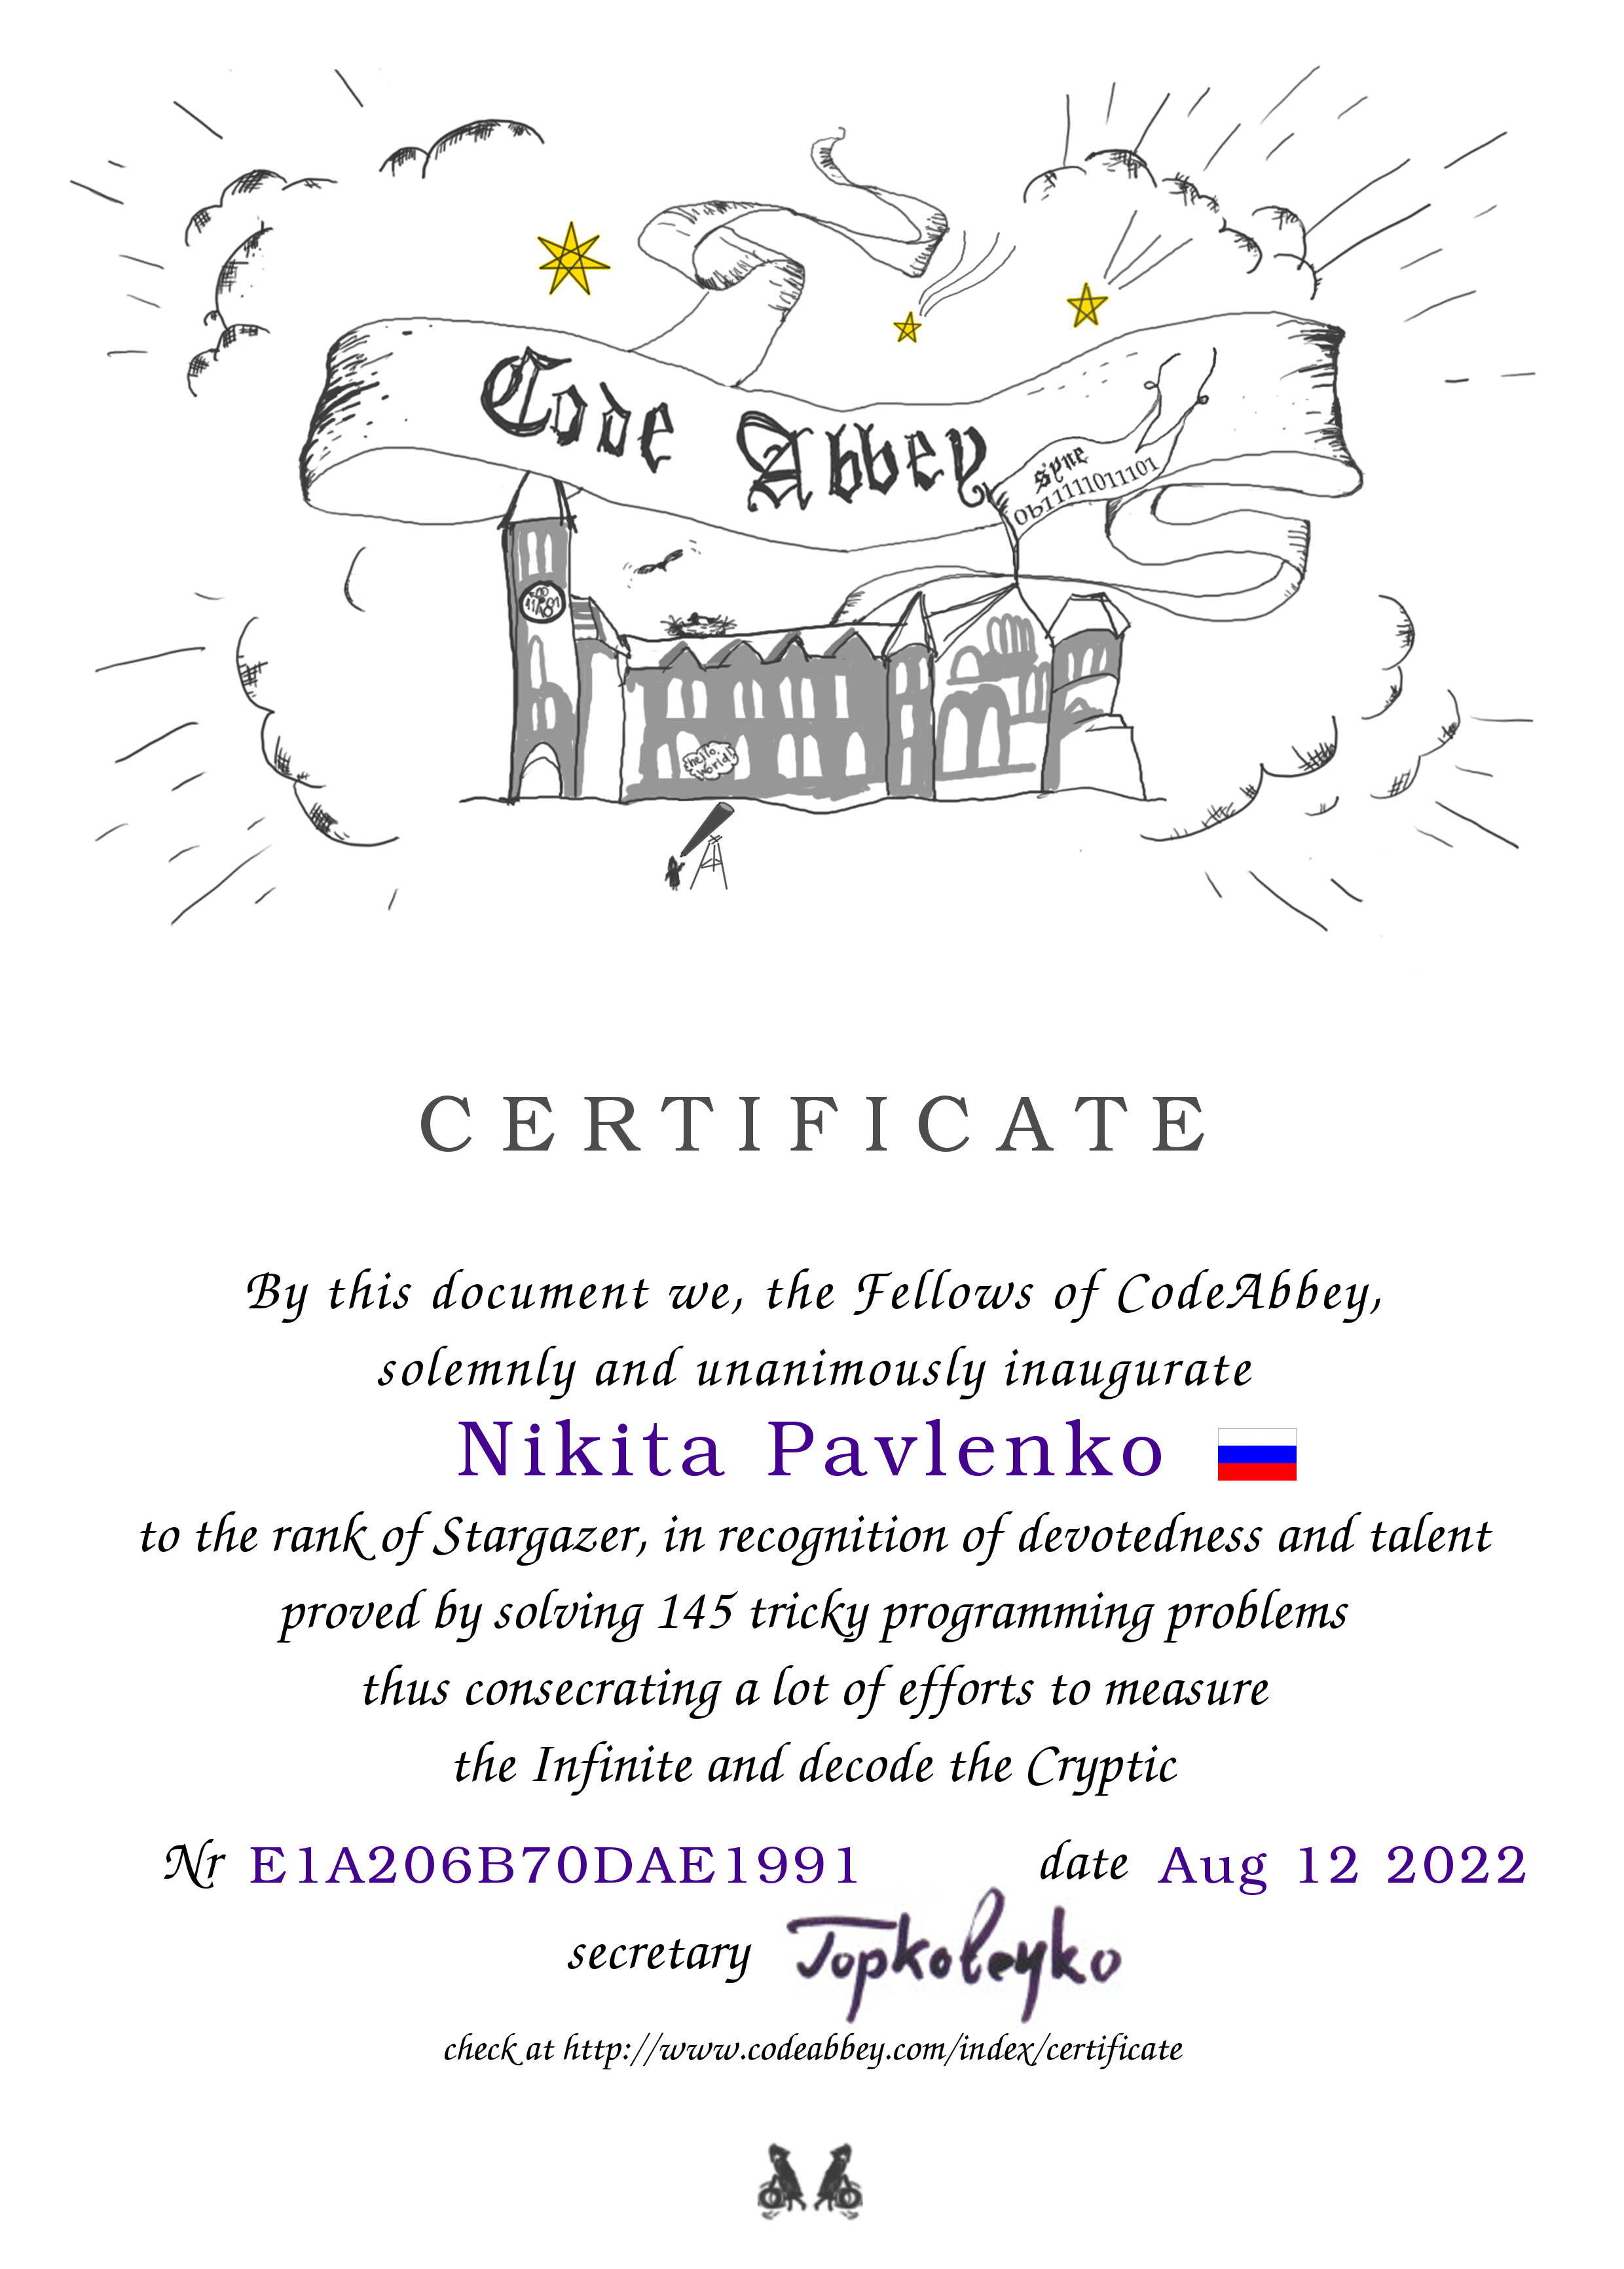 Code Abbey
syne
0b11111011101
hello,
world!
CERTIFICATE
By this document we, the Fellows of CodeAbbey,
solemnly and unanimously inaugurate
Nikita Pavlenko
to the rank of Stargazer, in recognition of devotedness and talent
proved by solving 145 tricky programming problems
thus consecrating a lot of efforts to measure
the Infinite and decode the Cryptic
Nr E1A206B70DAE1991 date Aug 12 2022
secretary
check at http://www.codeabbey.com/index/certificate